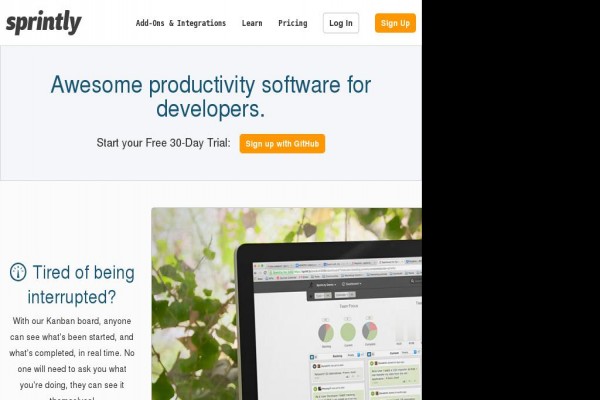 sprintly
Add-Ons & Integrations Learn Pricing Log In Sign Up
Awesome productivity software for
developers.
Start your Free 30-Day Trial: Sign up with GitHub
Tired of being
interrupted?
With our Kanban board, anyone
can see what's been started, and
what's completed, in real time. No
one will need to ask you what
you're doing, they can see it
themselves!